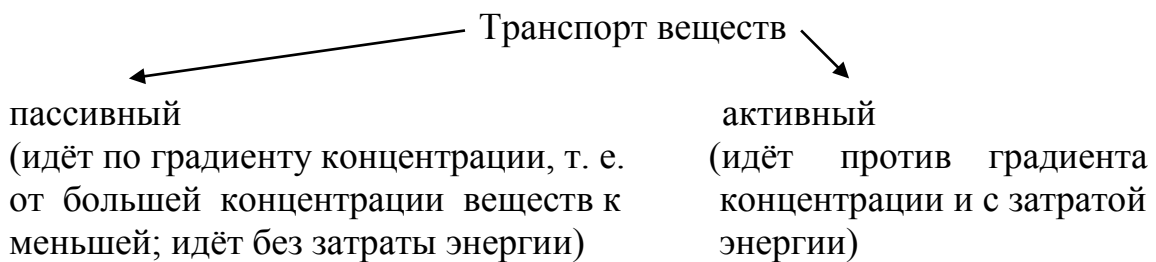 Транспорт веществ
пассивный
(идёт по градиенту концентрации, т. е.
от большей концентрации веществ к
меньшей; идёт без затраты энергии)
активный
(идёт против градиента
концентрации и с затратой
энергии)